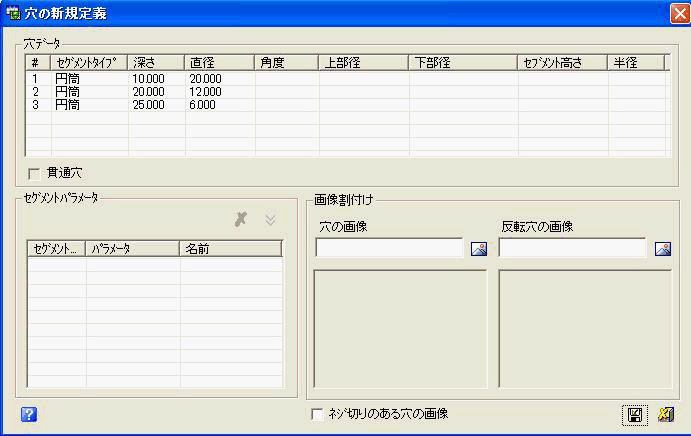 穴の新規定義
穴データ
# セグメントタイプ 深さ 直径 角度 上部径 下部径 セグメント高さ 半径
1 円筒 10.000 20.000
2 円筒 20.000 12.000
3 円筒 25.000 6.000
貫通穴
セグメントパラメータ
画像割付け
穴の画像 反転穴の画像
セグメント... パラメータ 名前
?
ネジ切りのある穴の画像